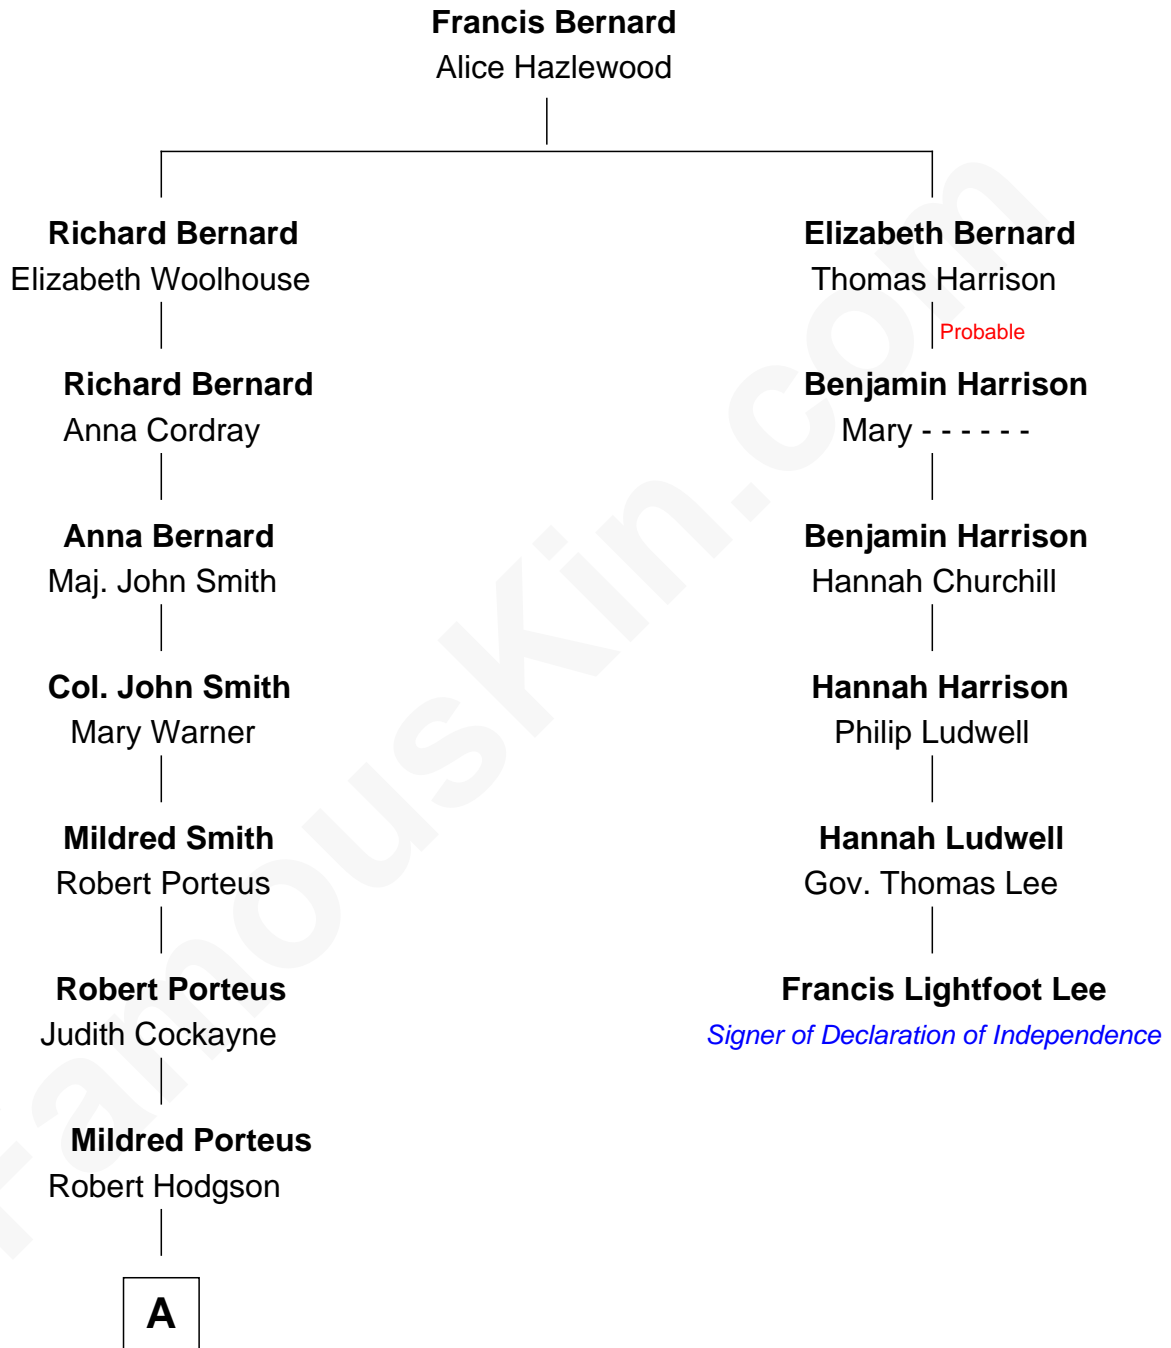 Francis Bernard
Alice Hazlewood
Richard Bernard
Elizabeth Woolhouse
Elizabeth Bernard
Thomas Harrison
Probable
Richard Bernard
Anna Cordray
Benjamin Harrison
Mary - - - - - -
Anna Bernard
Maj. John Smith
Benjamin Harrison
Hannah Churchill
Col. John Smith
Mary Warner
Hannah Harrison
Philip Ludwell
Mildred Smith
Robert Porteus
Hannah Ludwell
Gov. Thomas Lee
Robert Porteus
Judith Cockayne
Francis Lightfoot Lee
Signer of Declaration of Independence
Mildred Porteus
Robert Hodgson
A
FamousKin.com